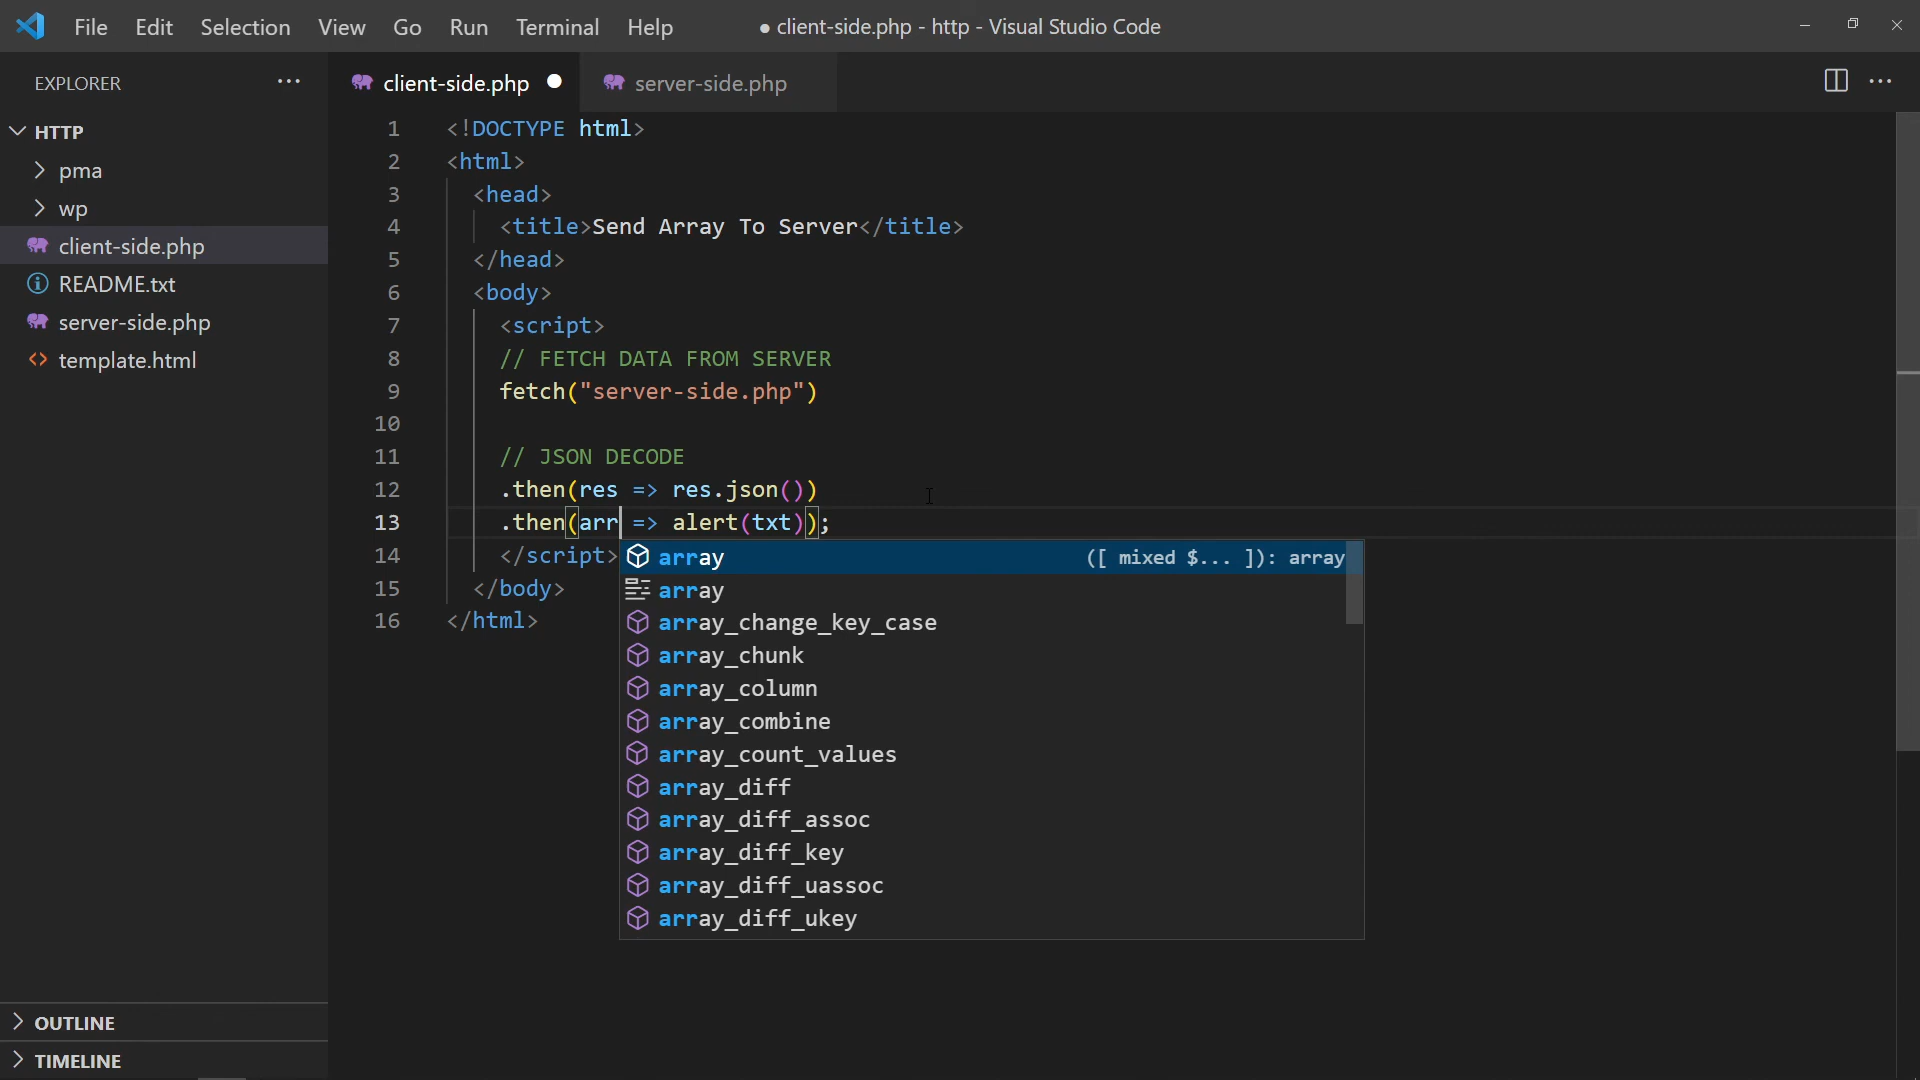 File Edit Selection View Go Run Terminal Help ● client-side.php - http - Visual Studio Code
EXPLORER ··· client-side.php ● server-side.php ···
HTTP
pma
wp
client-side.php
README.txt
server-side.php
template.html
1 <!DOCTYPE html>
2 <html>
3 <head>
4 <title>Send Array To Server</title>
5 </head>
6 <body>
7 <script>
8 // FETCH DATA FROM SERVER
9 fetch("server-side.php")
10
11 // JSON DECODE
12 .then(res => res.json())
13 .then(arr => alert(txt));
14 </script>
15 </body>
16 </html>
array ([ mixed $... ]): array
array
array_change_key_case
array_chunk
array_column
array_combine
array_count_values
array_diff
array_diff_assoc
array_diff_key
array_diff_uassoc
array_diff_ukey
OUTLINE
TIMELINE